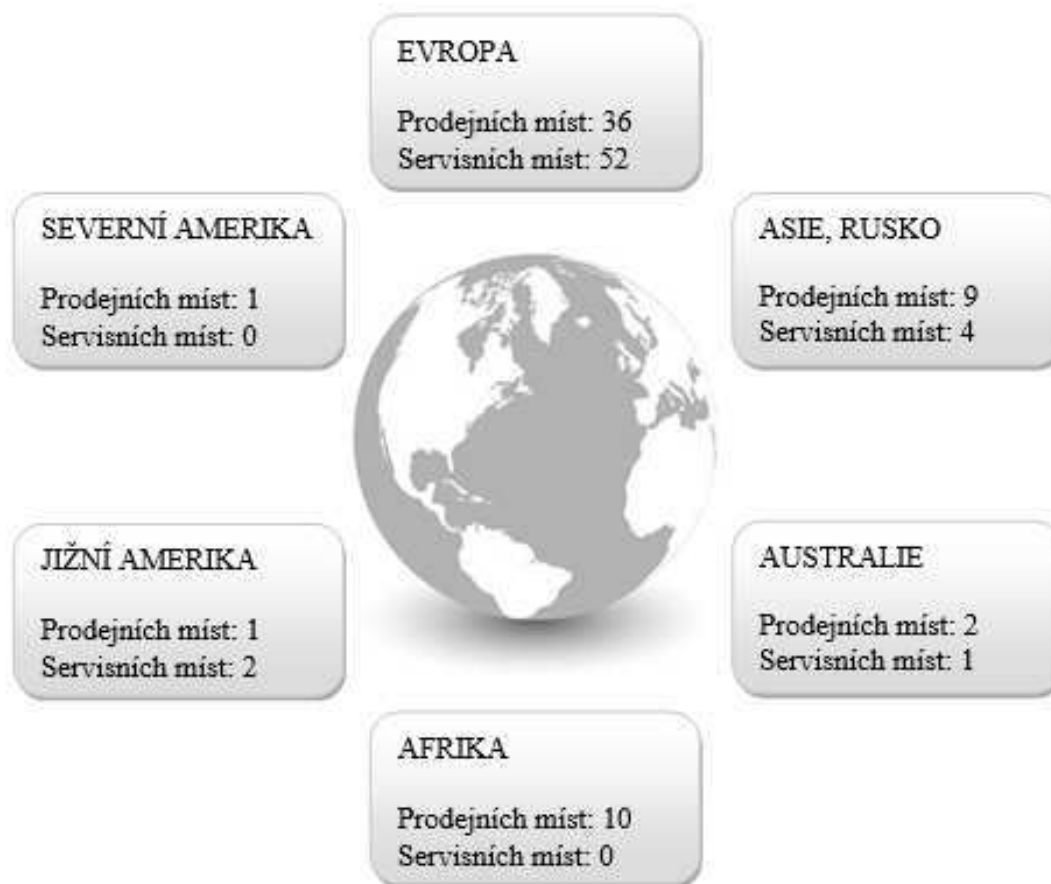 EVROPA
Prodejních míst: 36
Servisních míst: 52
SEVERNÍ AMERIKA
Prodejních míst: 1
Servisních míst: 0
ASIE, RUSKO
Prodejních míst: 9
Servisních míst: 4
JIŽNÍ AMERIKA
Prodejních míst: 1
Servisních míst: 2
AUSTRALIE
Prodejních míst: 2
Servisních míst: 1
AFRIKA
Prodejních míst: 10
Servisních míst: 0